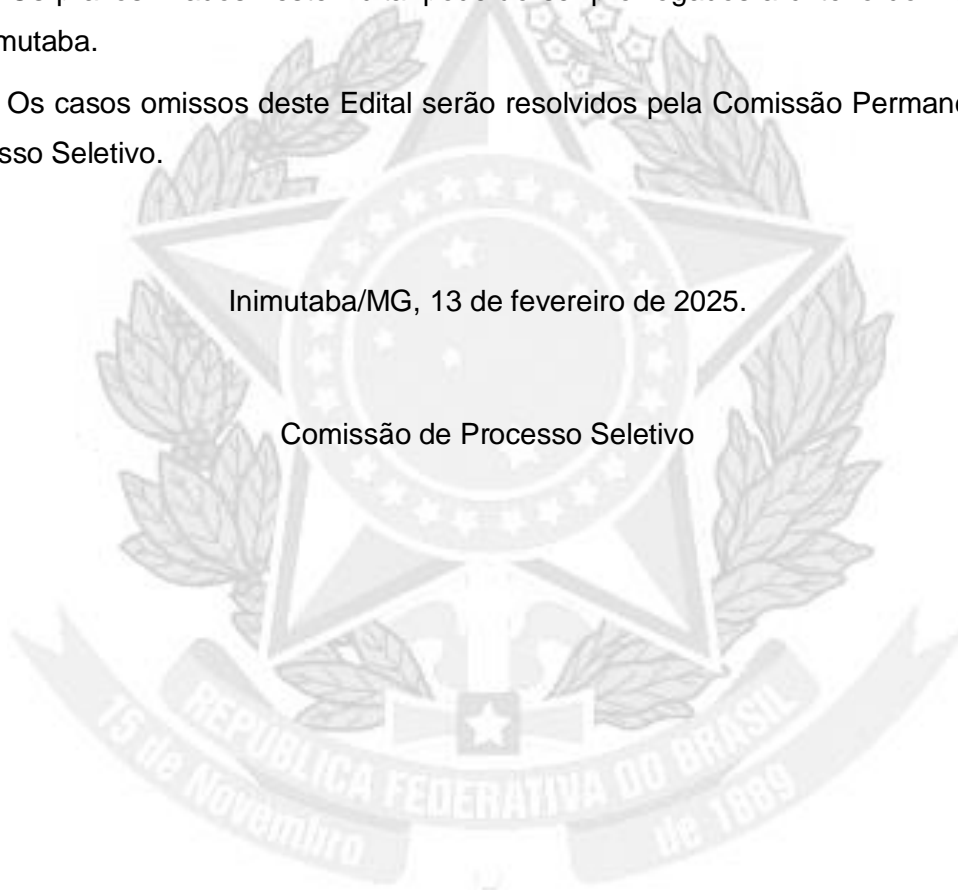 mutaba.
Os casos omissos deste Edital serão resolvidos pela Comissão Perman
sso Seletivo.
Inimutaba/MG, 13 de fevereiro de 2025.
Comissão de Processo Seletivo
REPÚBLICA FEDERATIVA DO BRASIL
15 de Novembro de 1889